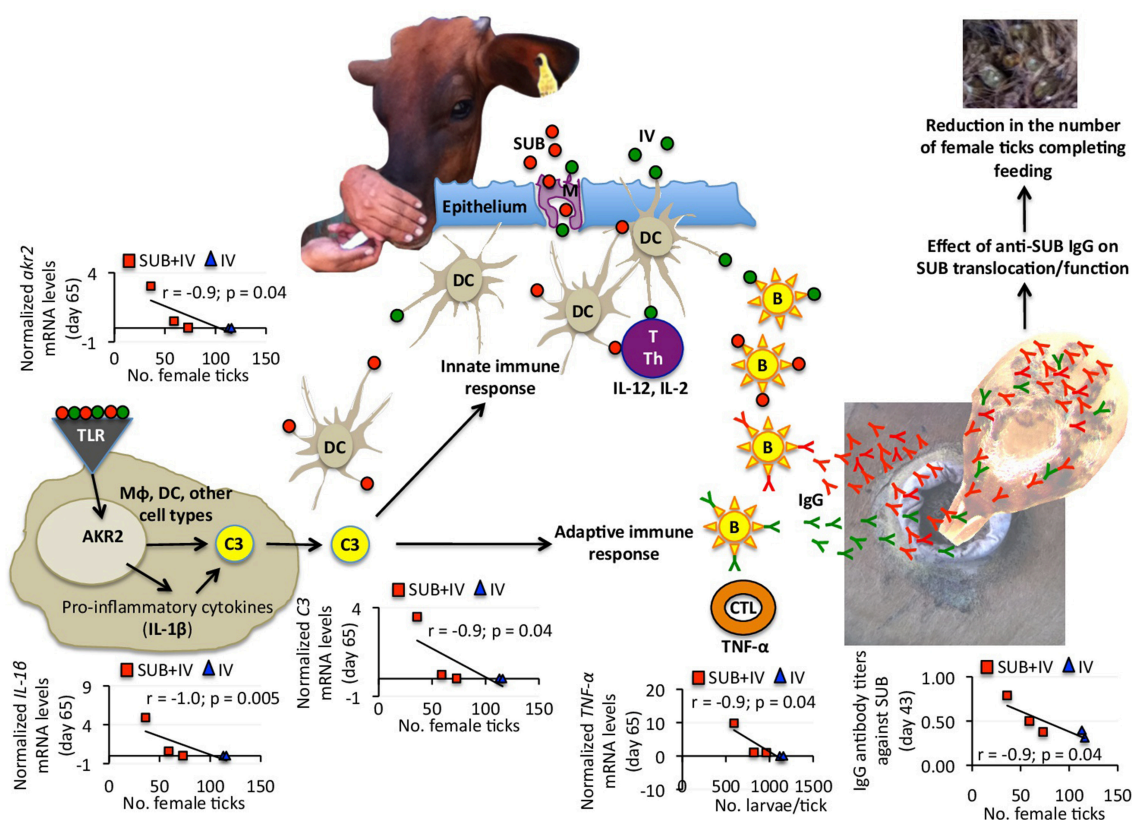 SUB
IV
M
Epithelium
DC
DC
DC
DC
B
T
Th
IL-12, IL-2
B
B
B
IgG
CTL
TNF-α
Reduction in the number
of female ticks completing
feeding
Effect of anti-SUB IgG on
SUB translocation/function
Innate immune
response
Adaptive immune
response
TLR
AKR2
Mφ, DC, other
cell types
C3
C3
Pro-inflammatory cytokines
(IL-1β)
SUB+IV IV
Normalized akr2
mRNA levels
(day 65)
r = -0.9; p = 0.04
4
-1
0 50 100 150
No. female ticks
SUB+IV IV
Normalized IL-1β
mRNA levels
(day 65)
r = -1.0; p = 0.005
9
4
-1
0 50 100 150
No. female ticks
SUB+IV IV
Normalized C3
mRNA levels
(day 65)
r = -0.9; p = 0.04
4
-1
0 50 100 150
No. female ticks
SUB+IV IV
Normalized TNF-α
mRNA levels
(day 65)
r = -0.9; p = 0.04
20
10
0
-10
0 500 1000 1500
No. larvae/tick
SUB+IV IV
IgG antibody titers
against SUB
(day 43)
r = -0.9; p = 0.04
1.00
0.50
0.00
0 50 100 150
No. female ticks